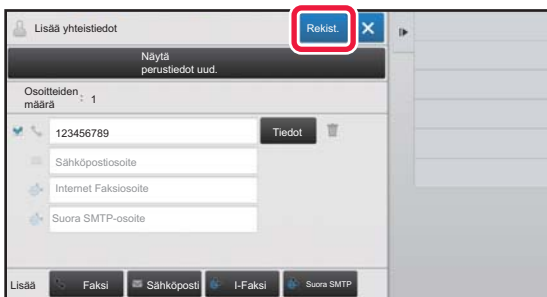 Lisää yhteistiedot
Rekist.
Näytä
perustiedot uud.
Osoitteiden
määrä : 1
123456789
Tiedot
Sähköpostiosoite
Internet Faksiosoite
Suora SMTP-osoite
Lisää Faksi Sähköposti I-Faksi Suora SMTP